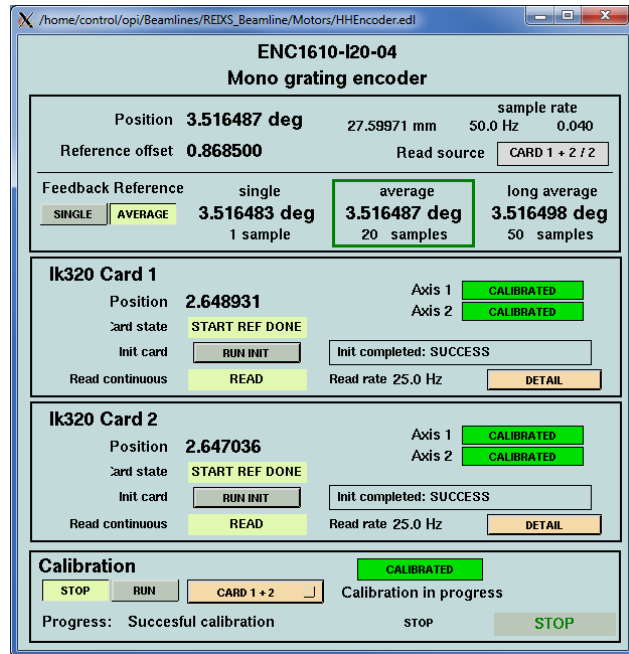 /home/control/opi/Beamlines/REIXS_Beamline/Motors/HHEncoder.edl
ENC1610-I20-04
Mono grating encoder
Position 3.516487 deg 27.59971 mm sample rate 50.0 Hz 0.040
Reference offset 0.868500 Read source CARD 1 + 2 / 2
Feedback Reference single average long average
SINGLE AVERAGE 3.516483 deg 3.516487 deg 3.516498 deg
1 sample 20 samples 50 samples
Ik320 Card 1
Position 2.648931 Axis 1 CALIBRATED
Axis 2 CALIBRATED
Card state START REF DONE
Init card RUN INIT Init completed: SUCCESS
Read continuous READ Read rate 25.0 Hz DETAIL
Ik320 Card 2
Position 2.647036 Axis 1 CALIBRATED
Axis 2 CALIBRATED
Card state START REF DONE
Init card RUN INIT Init completed: SUCCESS
Read continuous READ Read rate 25.0 Hz DETAIL
Calibration CALIBRATED
STOP RUN CARD 1 + 2 Calibration in progress
Progress: Succesful calibration STOP STOP